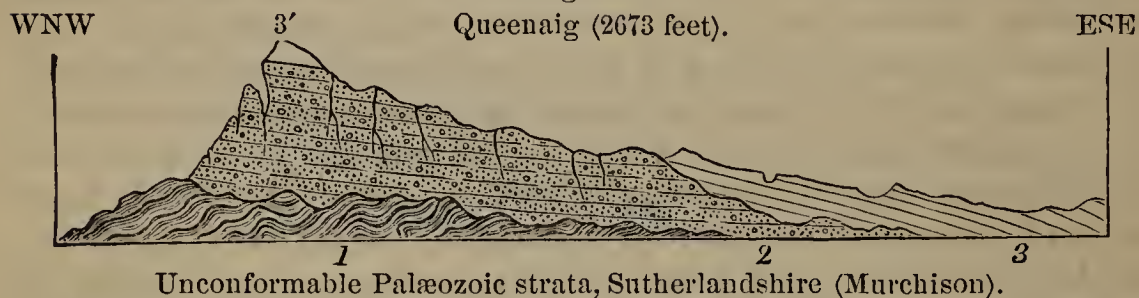 WNW 3′ Queenaig (2673 feet). ESE
1 2 3
Unconformable Palæozoic strata, Sutherlandshire (Murchison).